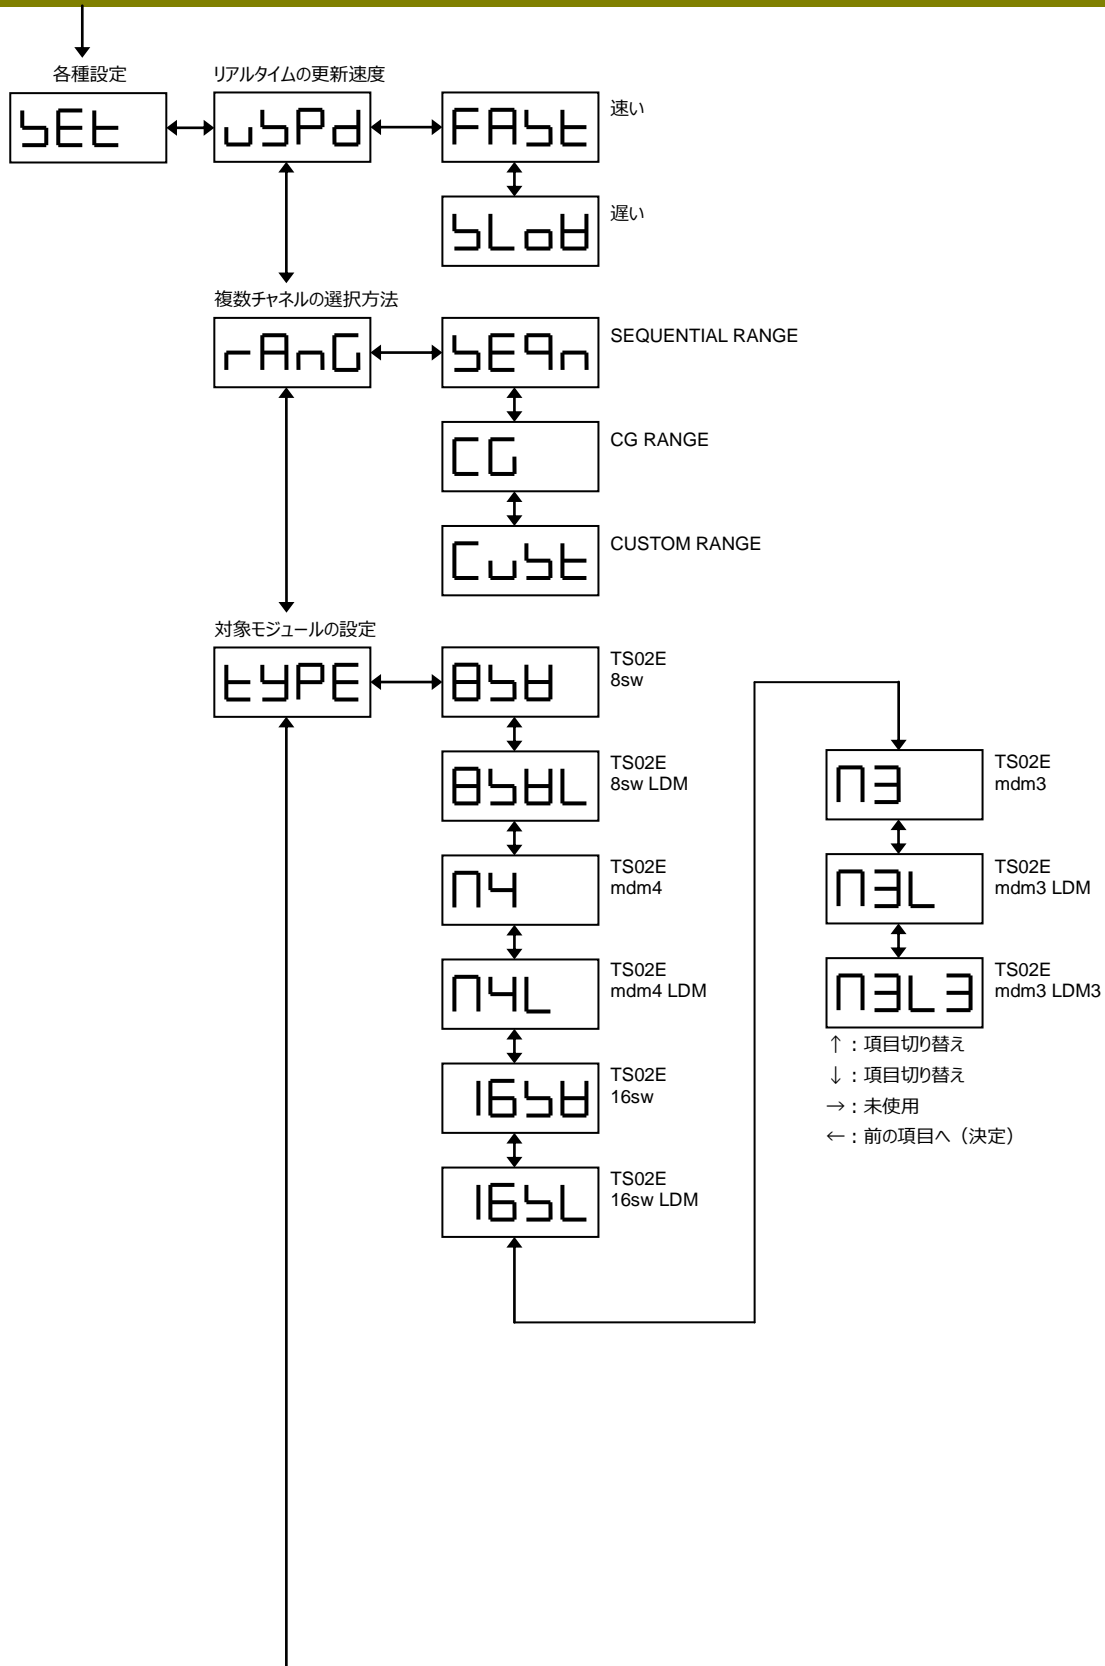 各種設定
リアルタイムの更新速度
SEt
uSPd
FASt
速い
SLoW
遅い
複数チャネルの選択方法
rAnG
SEqn
SEQUENTIAL RANGE
CG
CG RANGE
CuSt
CUSTOM RANGE
対象モジュールの設定
tyPE
8SW
TS02E
8sw
8SWL
TS02E
8sw LDM
M4
TS02E
mdm4
M4L
TS02E
mdm4 LDM
16SW
TS02E
16sw
16SL
TS02E
16sw LDM
M3
TS02E
mdm3
M3L
TS02E
mdm3 LDM
M3L3
TS02E
mdm3 LDM3
↑：項目切り替え
↓：項目切り替え
→：未使用
←：前の項目へ（決定）